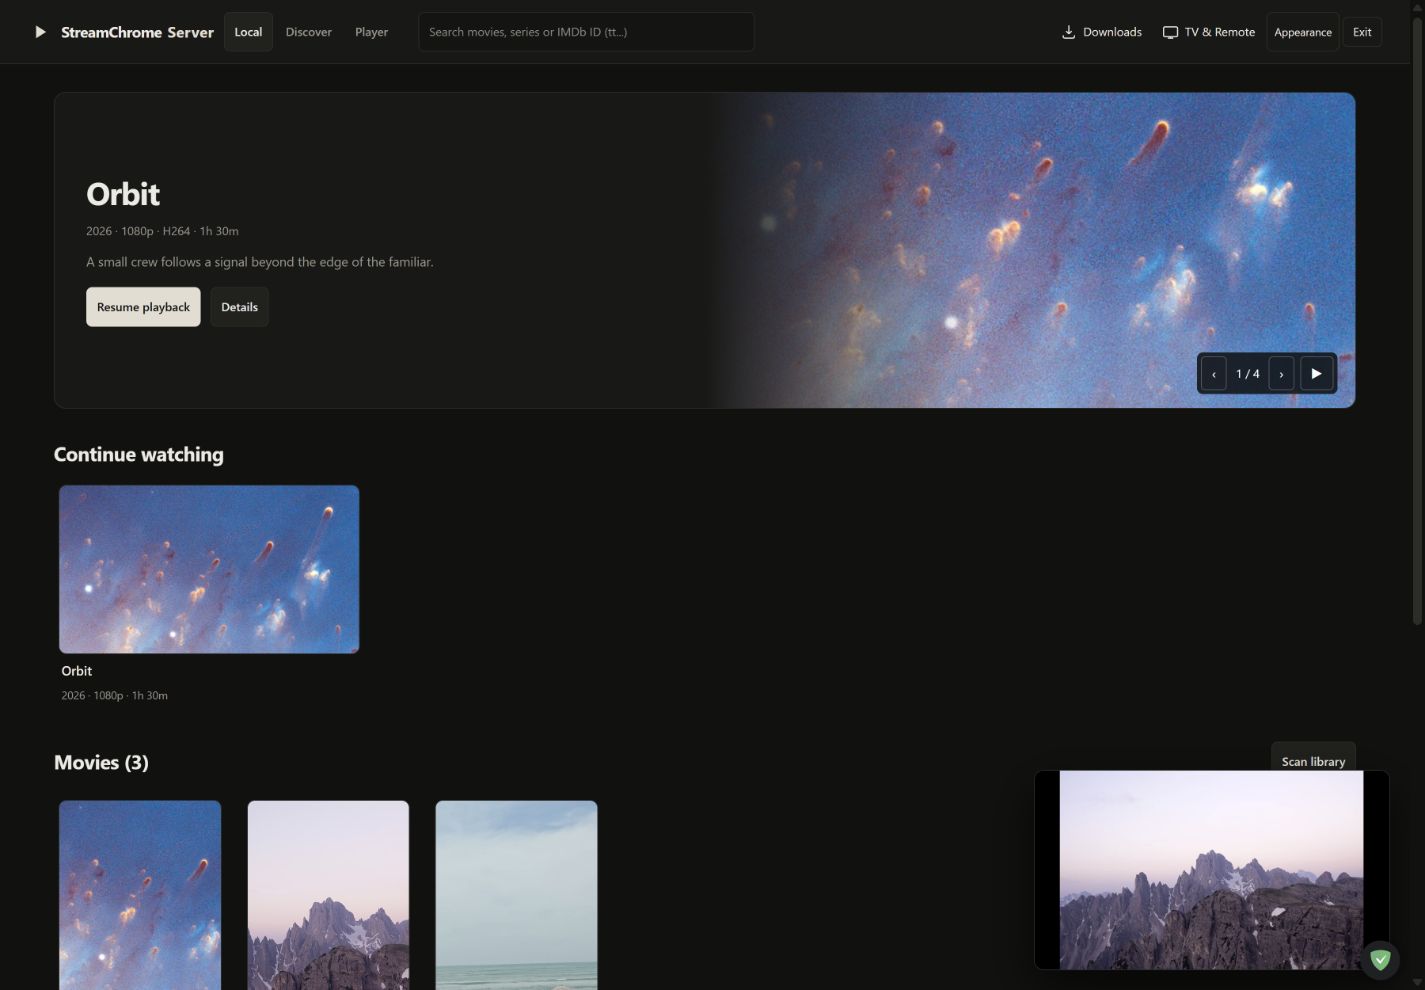 StreamChrome Server
Local
Discover
Player
Search movies, series or IMDb ID (tt...)
Downloads
TV & Remote
Appearance
Exit
Orbit
2026 · 1080p · H264 · 1h 30m
A small crew follows a signal beyond the edge of the familiar.
Resume playback
Details
‹ 1 / 4 ›
Continue watching
Orbit
2026 · 1080p · 1h 30m
Movies (3)
Scan library